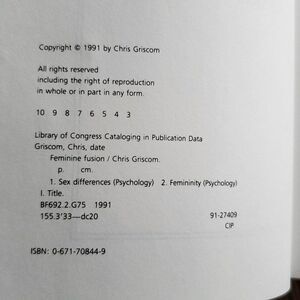 Copyright © 1991 by Chris Griscom
All rights reserved
including the right of reproduction
in whole or in part in any form.
10 9 8 7 6 5 4 3
Library of Congress Cataloging in Publication Data
Griscom, Chris, date
Feminine fusion / Chris Griscom.
p. cm.
1. Sex differences (Psychology) 2. Femininity (Psychology)
I. Title.
BF692.2.G75 1991
155.3'33—dc20 91-27409
CIP
ISBN: 0-671-70844-9